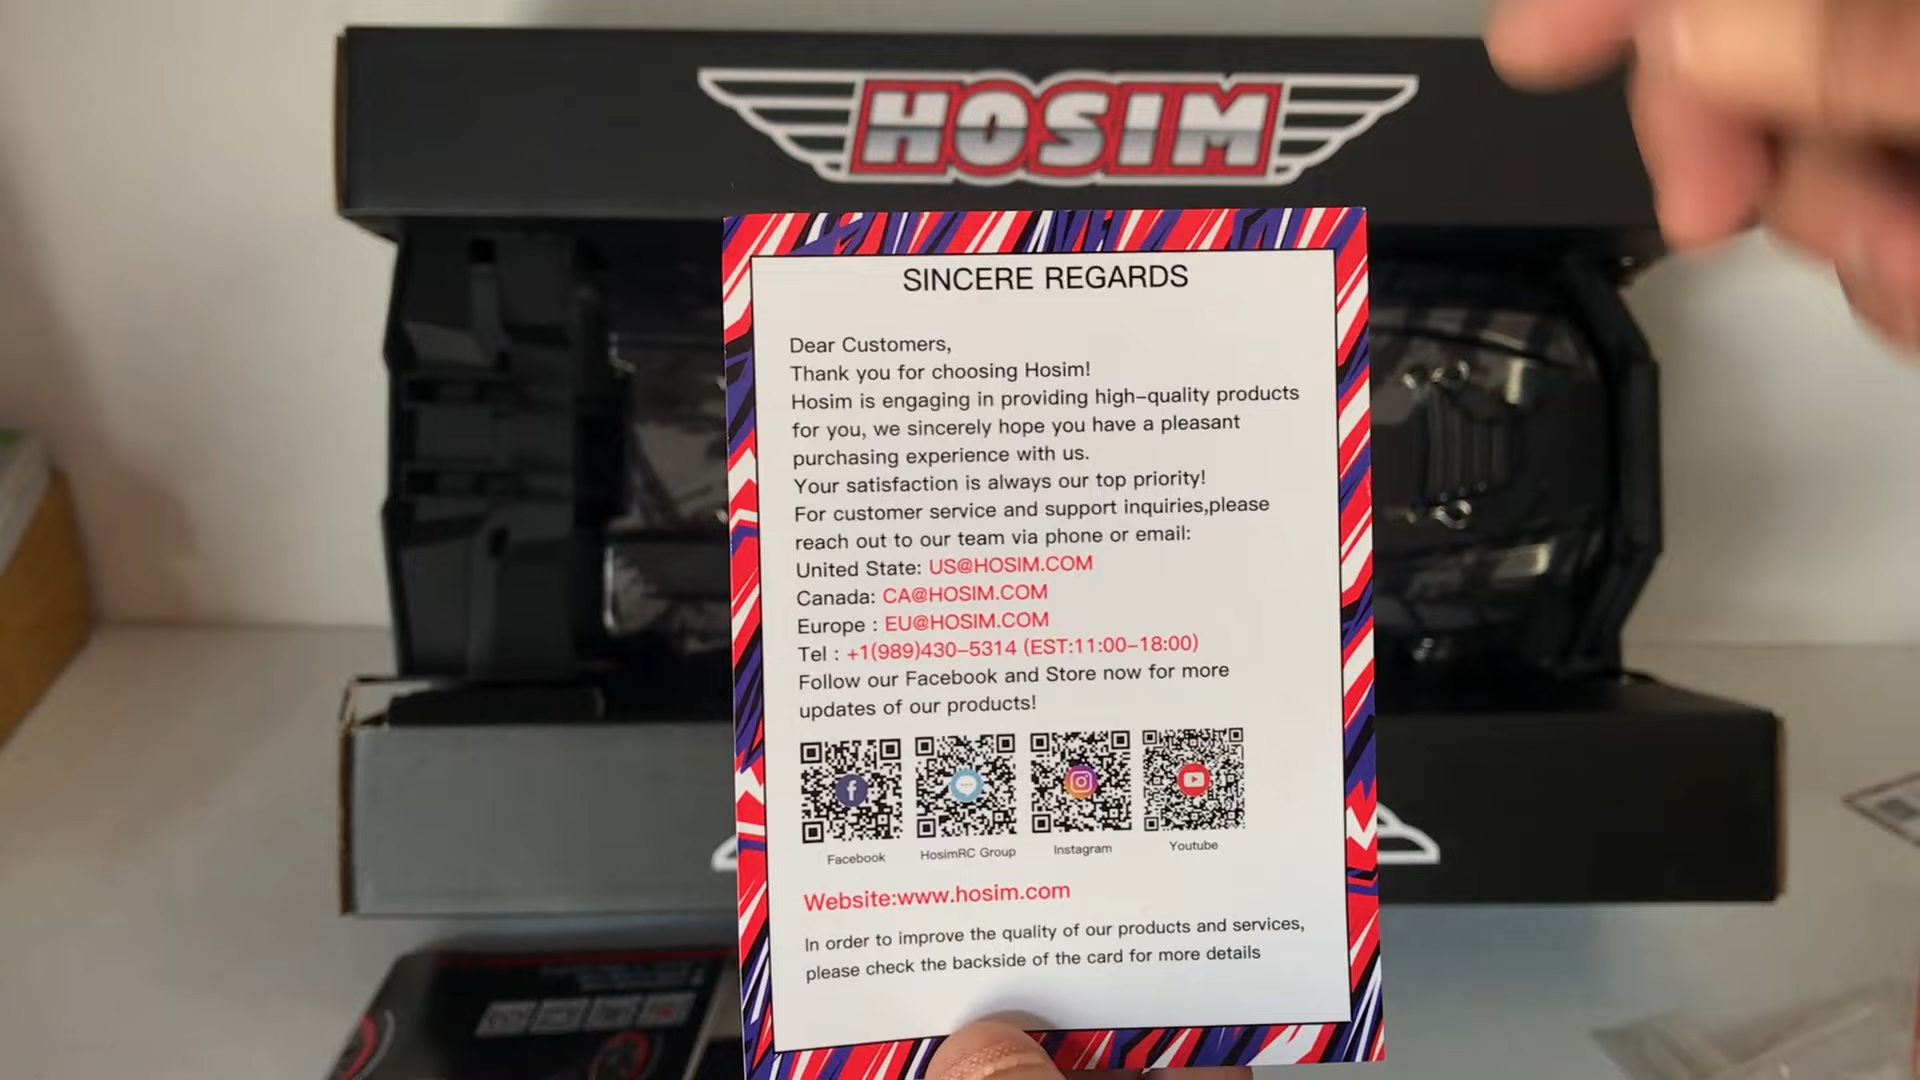 HOSIM
SINCERE REGARDS
Dear Customers,
Thank you for choosing Hosim!
Hosim is engaging in providing high-quality products
for you, we sincerely hope you have a pleasant
purchasing experience with us.
Your satisfaction is always our top priority!
For customer service and support inquiries,please
reach out to our team via phone or email:
United State: US@HOSIM.COM
Canada: CA@HOSIM.COM
Europe : EU@HOSIM.COM
Tel : +1(989)430-5314 (EST:11:00-18:00)
Follow our Facebook and Store now for more
updates of our products!
Facebook HosimRC Group Instagram Youtube
Website:www.hosim.com
In order to improve the quality of our products and services,
please check the backside of the card for more details